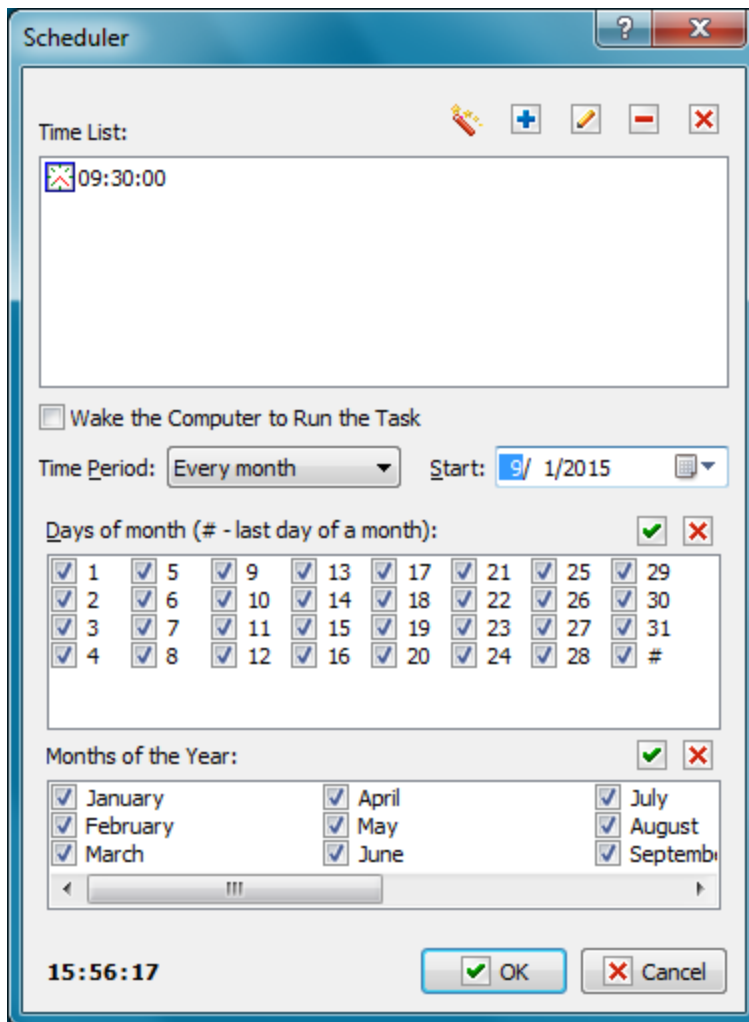 Scheduler
Time List:
09:30:00
Wake the Computer to Run the Task
Time Period: Every month Start: 9/ 1/2015
Days of month (# - last day of a month):
1 5 9 13 17 21 25 29
2 6 10 14 18 22 26 30
3 7 11 15 19 23 27 31
4 8 12 16 20 24 28 #
Months of the Year:
January April July
February May August
March June Septemb
15:56:17 OK Cancel